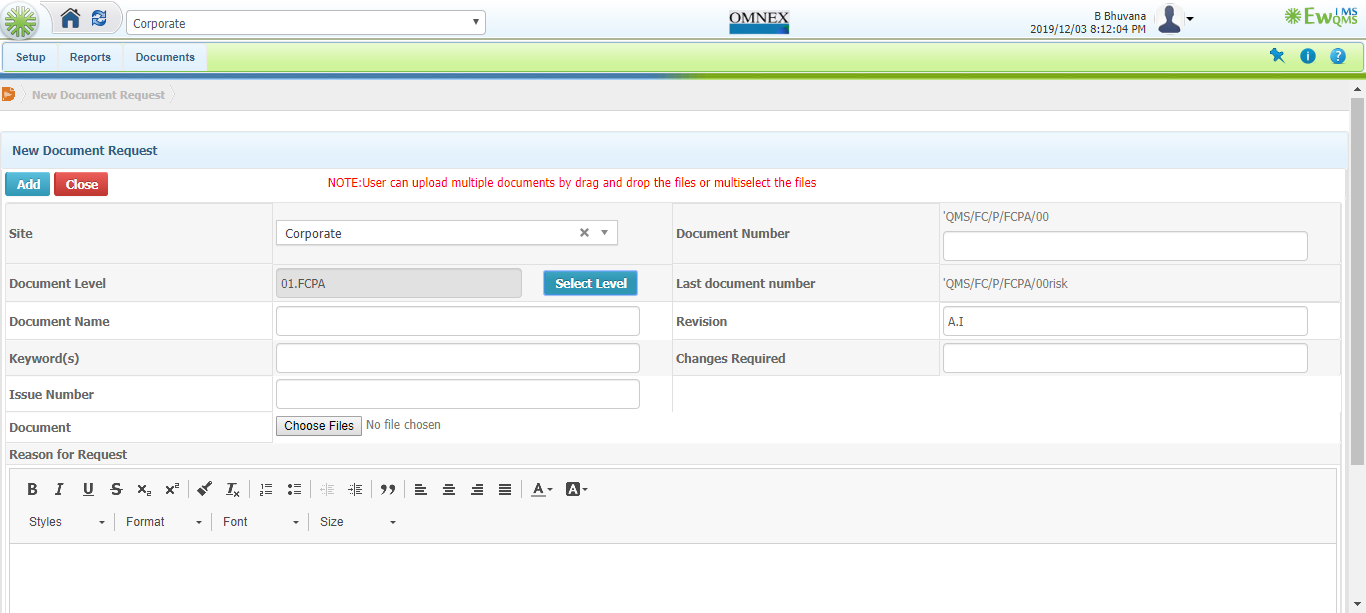 Corporate
OMNEX
B Bhuvana
2019/12/03 8:12:04 PM
EwQMS
iMS
Setup
Reports
Documents
New Document Request
New Document Request
Add
Close
NOTE:User can upload multiple documents by drag and drop the files or multiselect the files
Site
Corporate
Document Number
'QMS/FC/P/FCPA/00
Document Level
01.FCPA
Select Level
Last document number
'QMS/FC/P/FCPA/00risk
Document Name
Revision
A.I
Keyword(s)
Changes Required
Issue Number
Document
Choose Files
No file chosen
Reason for Request
Styles
Format
Font
Size